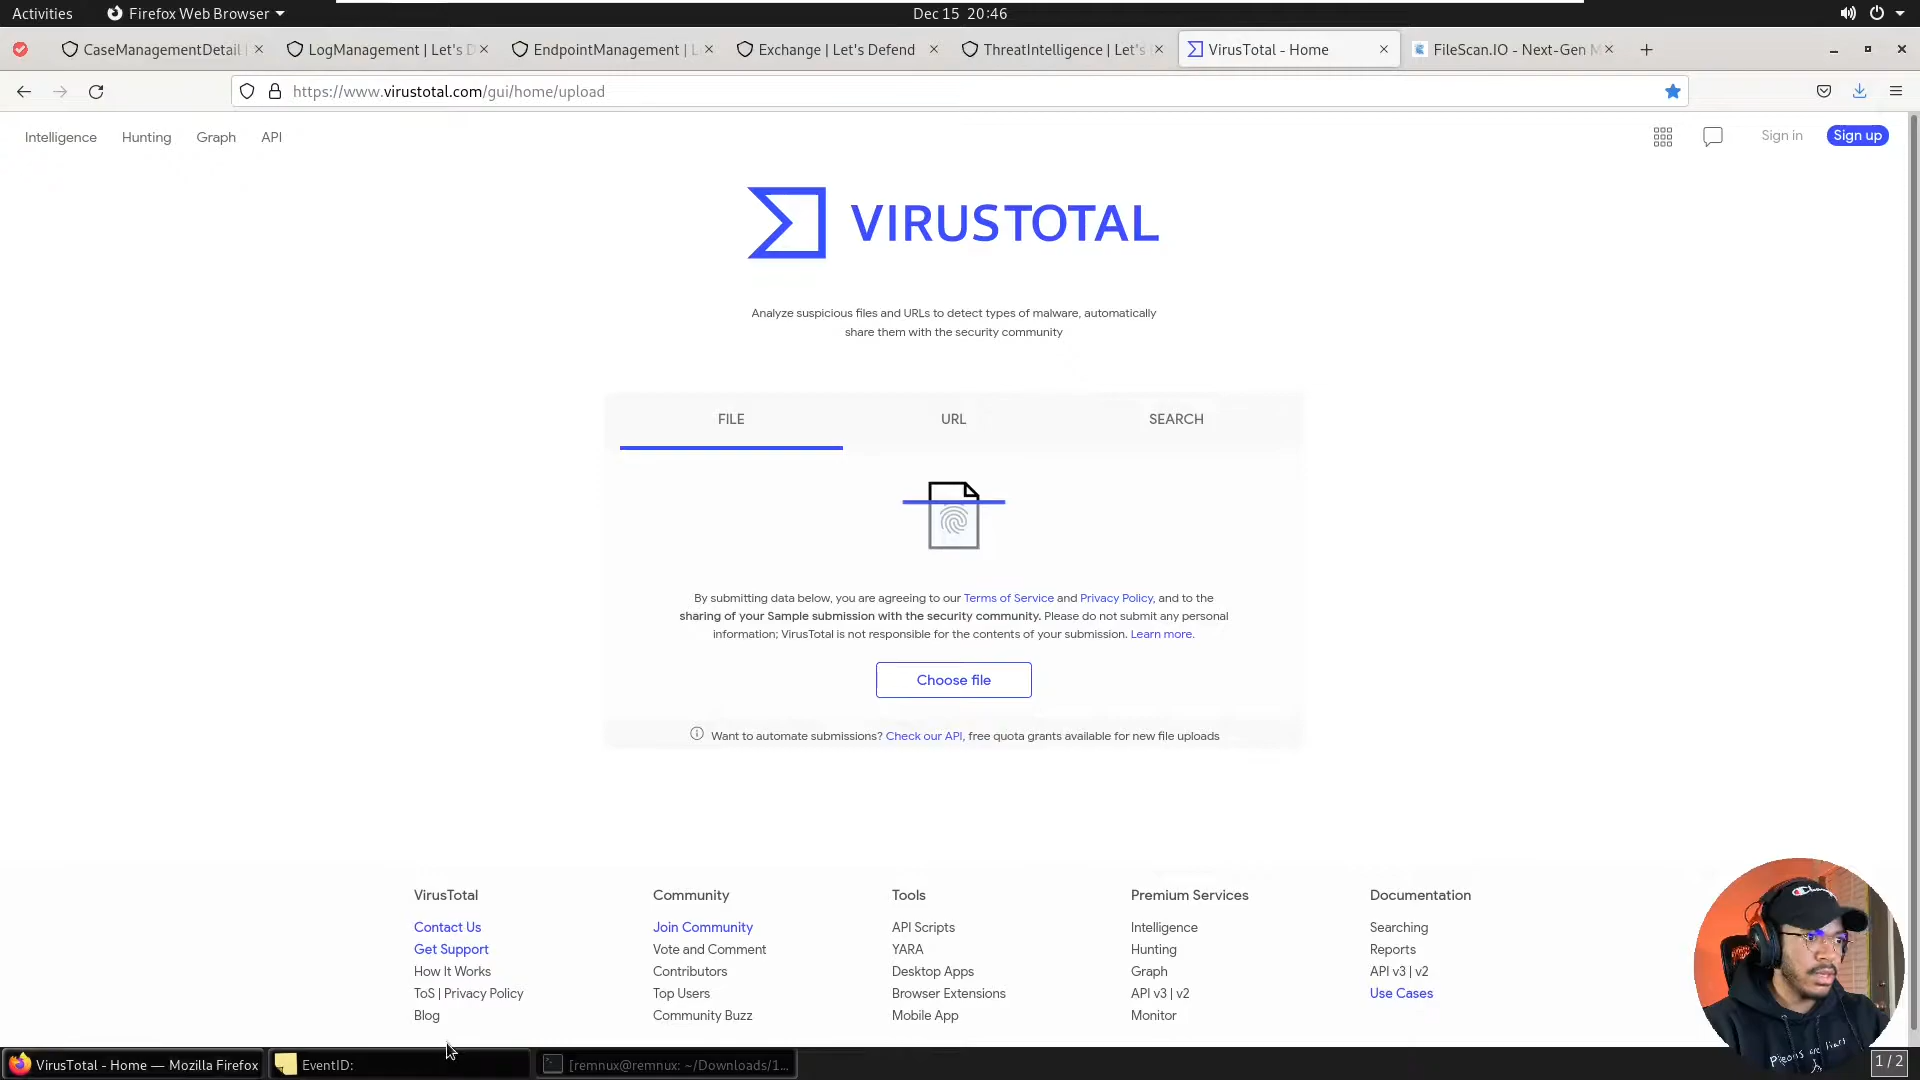 Activities
Firefox Web Browser
Dec 15 20:46
CaseManagementDetail
LogManagement | Let's D
EndpointManagement | L
Exchange | Let's Defend
ThreatIntelligence | Let's
VirusTotal - Home
FileScan.IO - Next-Gen M
https://www.virustotal.com/gui/home/upload
Intelligence
Hunting
Graph
API
Sign in
Sign up
VIRUSTOTAL
Analyze suspicious files and URLs to detect types of malware, automatically
share them with the security community
FILE
URL
SEARCH
By submitting data below, you are agreeing to our Terms of Service and Privacy Policy, and to the
sharing of your Sample submission with the security community. Please do not submit any personal
information; VirusTotal is not responsible for the contents of your submission. Learn more.
Choose file
Want to automate submissions? Check our API, free quota grants available for new file uploads
VirusTotal
Contact Us
Get Support
How It Works
ToS | Privacy Policy
Blog
Community
Join Community
Vote and Comment
Contributors
Top Users
Community Buzz
Tools
API Scripts
YARA
Desktop Apps
Browser Extensions
Mobile App
Premium Services
Intelligence
Hunting
Graph
API v3 | v2
Monitor
Documentation
Searching
Reports
API v3 | v2
Use Cases
Champion
Pigeons are liars
VirusTotal - Home — Mozilla Firefox
EventID:
[remnux@remnux: ~/Downloads/1...
1 / 2